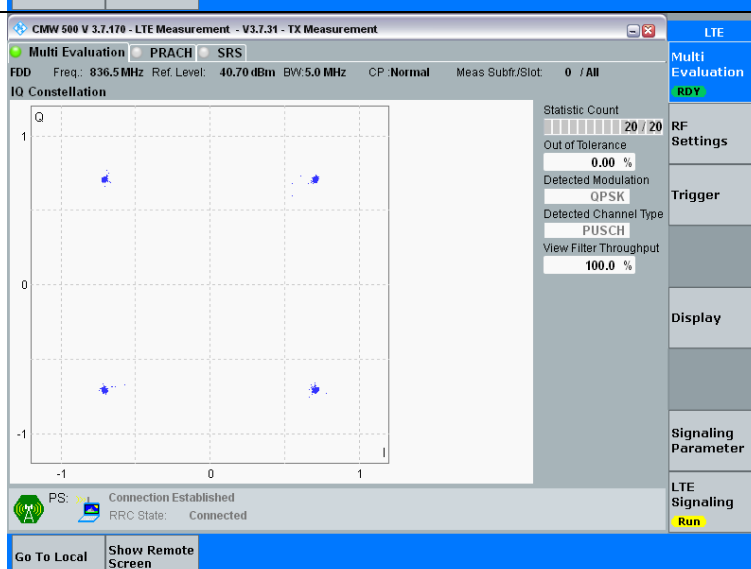 CMW 500 V 3.7.170 - LTE Measurement - V3.7.31 - TX Measurement
LTE
Multi Evaluation PRACH SRS
FDD Freq.: 836.5 MHz Ref. Level: 40.70 dBm BW: 5.0 MHz CP :Normal Meas Subfr./Slot: 0 / All
IQ Constellation
Q
1
0
-1
I
-1 0 1
Statistic Count
20 / 20
Out of Tolerance
0.00 %
Detected Modulation
QPSK
Detected Channel Type
PUSCH
View Filter Throughput
100.0 %
Multi
Evaluation
RDY
RF
Settings
Trigger
Display
Signaling
Parameter
LTE
Signaling
Run
PS: Connection Established
RRC State: Connected
Go To Local
Show Remote
Screen